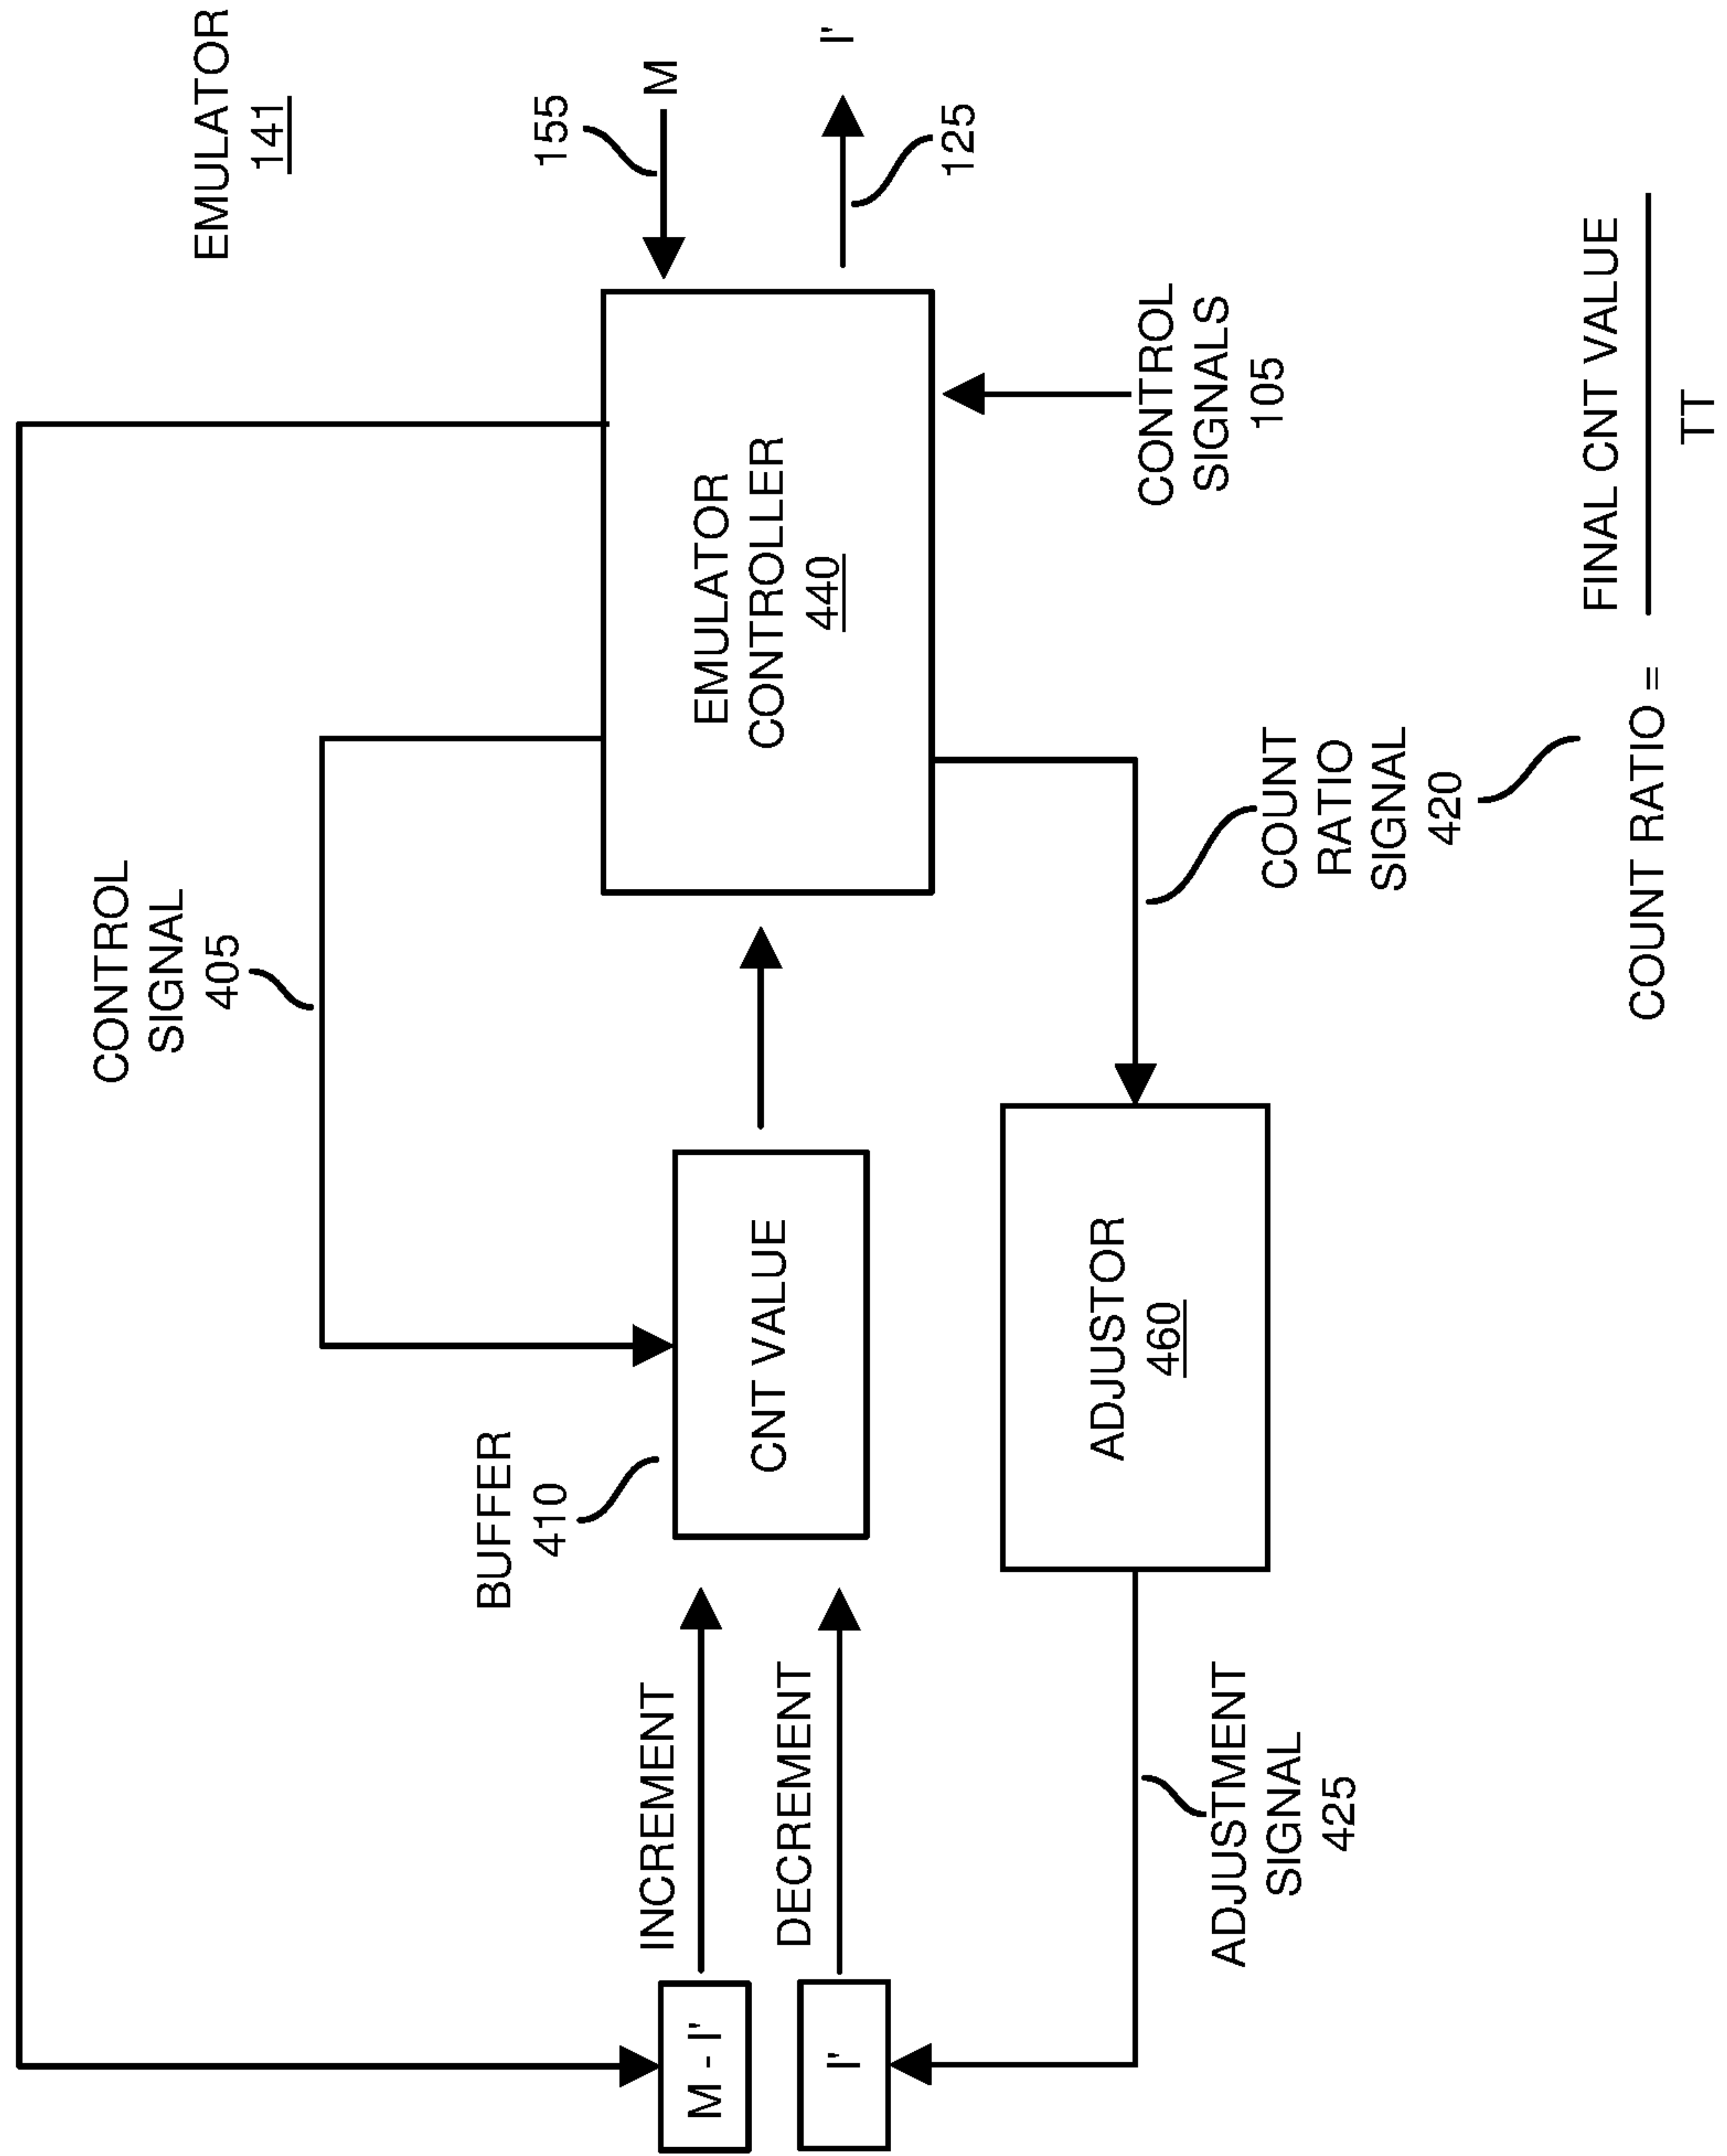 EMULATOR
141
CONTROL
SIGNAL
405
BUFFER
410
155
M
INCREMENT
M - I'
CNT VALUE
EMULATOR
CONTROLLER
440
DECREMENT
I'
I'
125
ADJUSTOR
460
CONTROL
SIGNALS
105
ADJUSTMENT
SIGNAL
425
COUNT
RATIO
SIGNAL
420
COUNT RATIO =
FINAL CNT VALUE
TT